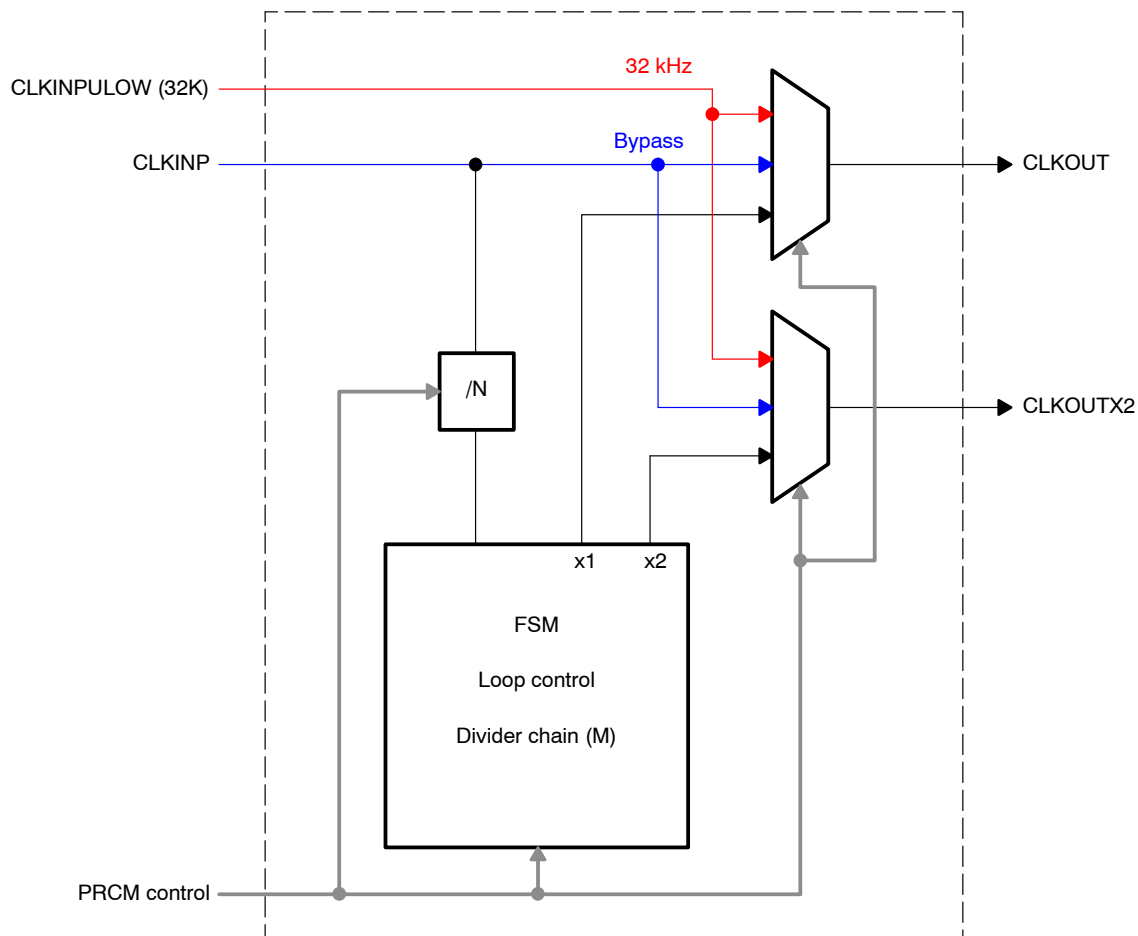 32 kHz
CLKINPULOW (32K)
Bypass
CLKINP
CLKOUT
/N
CLKOUTX2
x1
x2
FSM
Loop control
Divider chain (M)
PRCM control